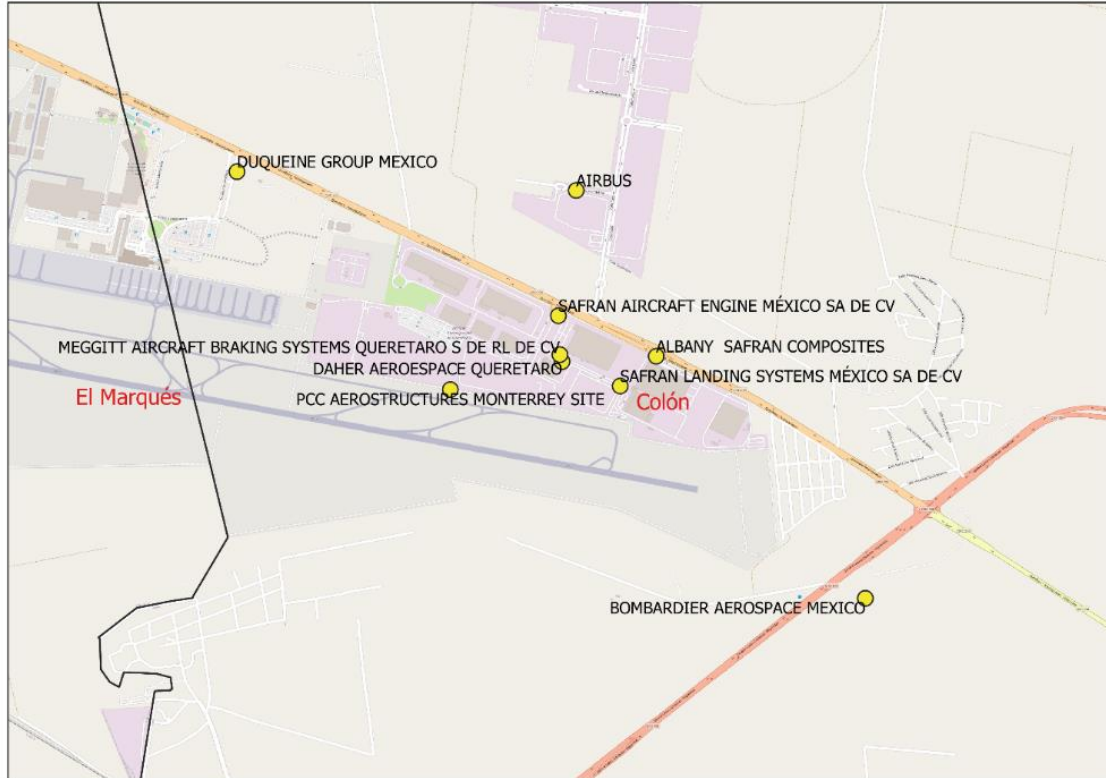 DUQUEINE GROUP MEXICO
AIRBUS
SAFRAN AIRCRAFT ENGINE MÉXICO SA DE CV
MEGGITT AIRCRAFT BRAKING SYSTEMS QUERETARO S DE RL DE CV
ALBANY SAFRAN COMPOSITES
DAHER AEROESPACE QUERETARO
SAFRAN LANDING SYSTEMS MÉXICO SA DE CV
El Marqués
PCC AEROSTRUCTURES MONTERREY SITE
Colón
BOMBARDIER AEROSPACE MEXICO